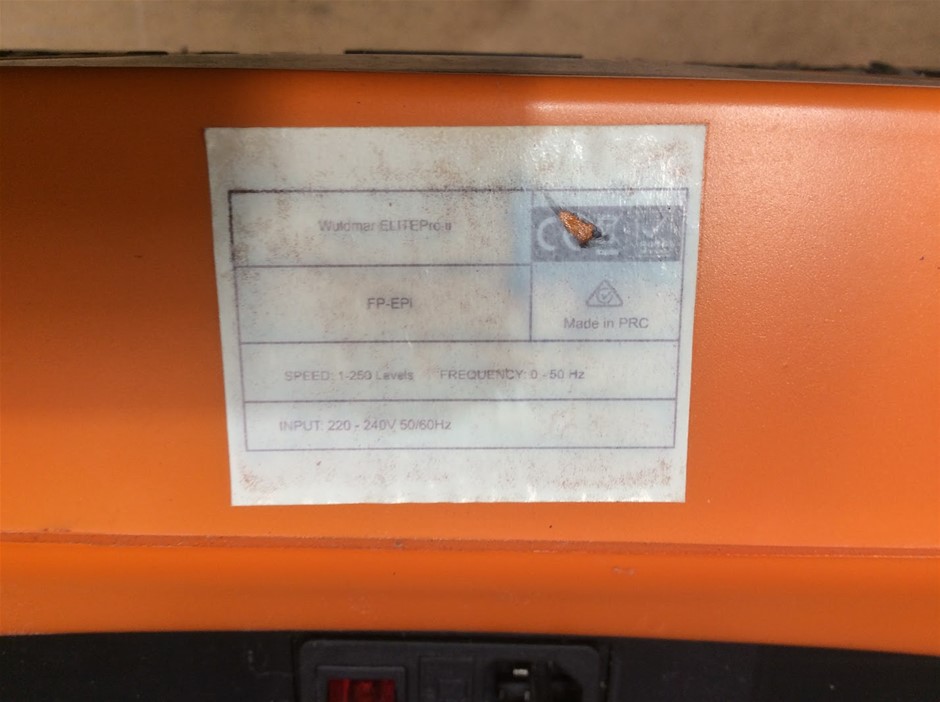 Woldmar ELITEPro-II
FP-EPI
Made in PRC
SPEED: 1-250 Levels FREQUENCY: 0 - 50 Hz
INPUT: 220 - 240V 50/60Hz